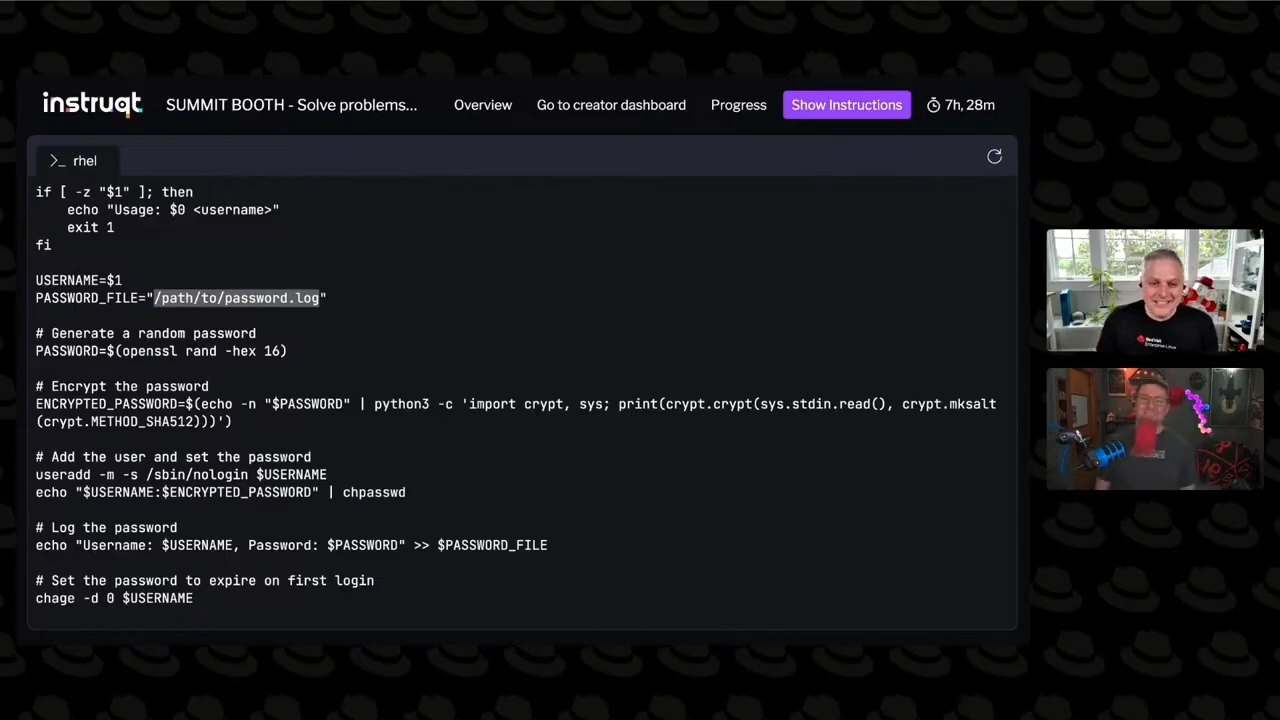 instruqt
SUMMIT BOOTH - Solve problems...
Overview
Go to creator dashboard
Progress
Show Instructions
7h, 28m
>_ rhel
if [ -z "$1" ]; then
    echo "Usage: $0 <username>"
    exit 1
fi
USERNAME=$1
PASSWORD_FILE="/path/to/password.log"
# Generate a random password
PASSWORD=$(openssl rand -hex 16)
# Encrypt the password
ENCRYPTED_PASSWORD=$(echo -n "$PASSWORD" | python3 -c 'import crypt, sys; print(crypt.crypt(sys.stdin.read(), crypt.mksalt
(crypt.METHOD_SHA512)))')
# Add the user and set the password
useradd -m -s /sbin/nologin $USERNAME
echo "$USERNAME:$ENCRYPTED_PASSWORD" | chpasswd
# Log the password
echo "Username: $USERNAME, Password: $PASSWORD" >> $PASSWORD_FILE
# Set the password to expire on first login
chage -d 0 $USERNAME
Red Hat
Enterprise Linux